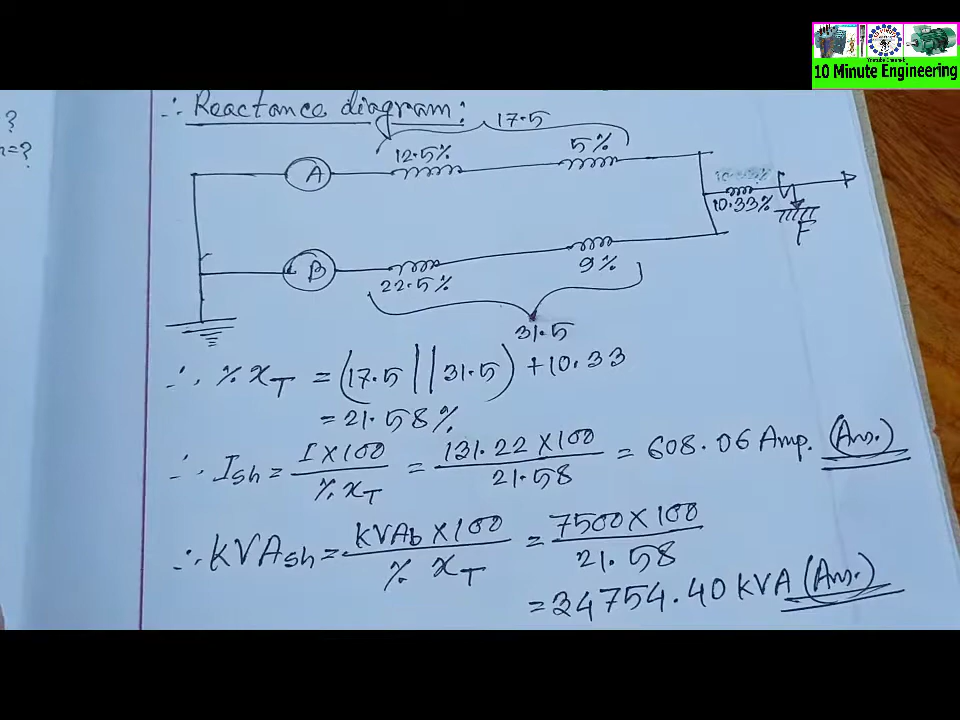 10 Minute Engineering
?
n=?
∴ Reactance diagram:
17.5
12.5%
5%
A
10.33%
F
B
22.5%
9%
31.5
∴ % X_T = (17.5 || 31.5) + 10.33
= 21.58%
∴ I_sh = I×100 / % X_T = 131.22×100 / 21.58 = 608.06 Amp. (Ans.)
∴ KVA_sh = KVA_b ×100 / % X_T = 7500×100 / 21.58
= 34754.40 KVA (Ans.)